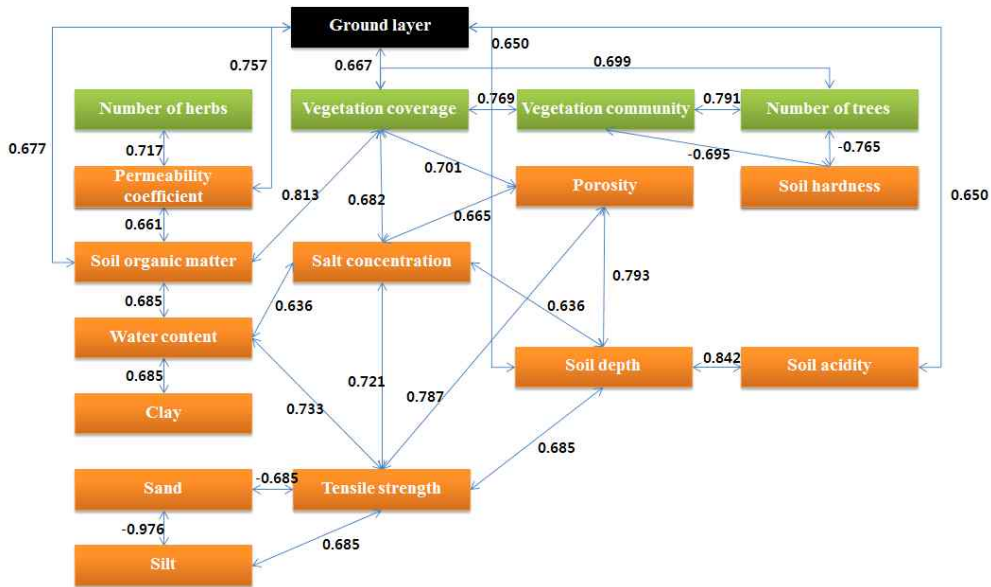 Ground layer
0.650
0.757
0.667
0.699
Number of herbs
Vegetation coverage
0.769
Vegetation community
0.791
Number of trees
0.677
0.717
0.701
-0.695
-0.765
Permeability
coefficient
0.813
0.682
Porosity
Soil hardness
0.650
0.661
0.665
Soil organic matter
Salt concentration
0.793
0.685
0.636
0.636
Water content
Soil depth
0.842
Soil acidity
0.685
0.721
0.787
0.733
Clay
0.685
Sand
-0.685
Tensile strength
-0.976
0.685
Silt